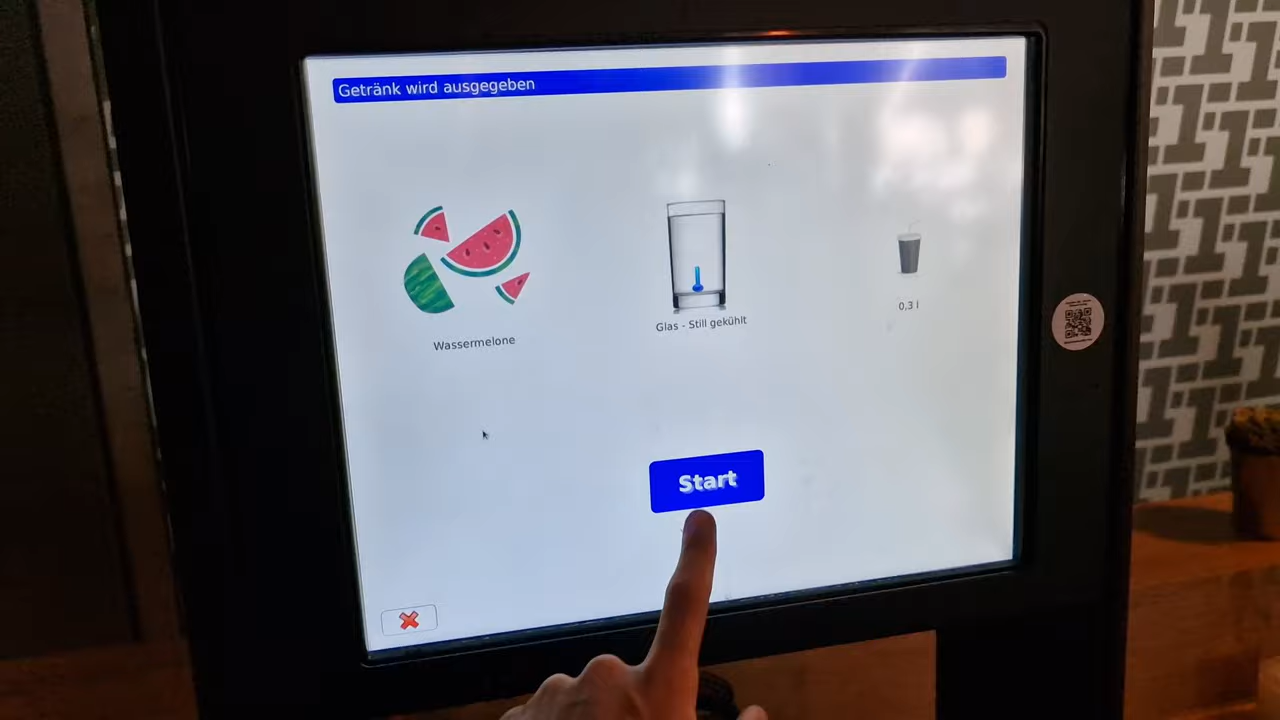 Getränk wird ausgegeben
Wassermelone
Glas - Still gekühlt
0,3 l
Start